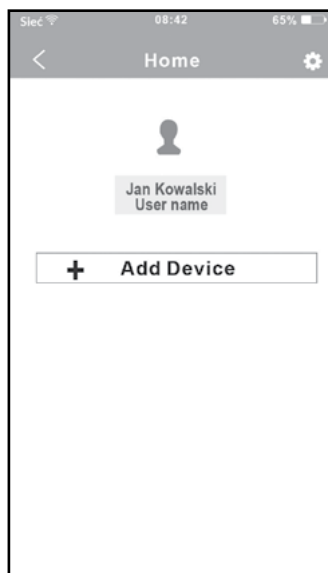 Sieć 08:42 65%
Home
Jan Kowalski
User name
+ Add Device